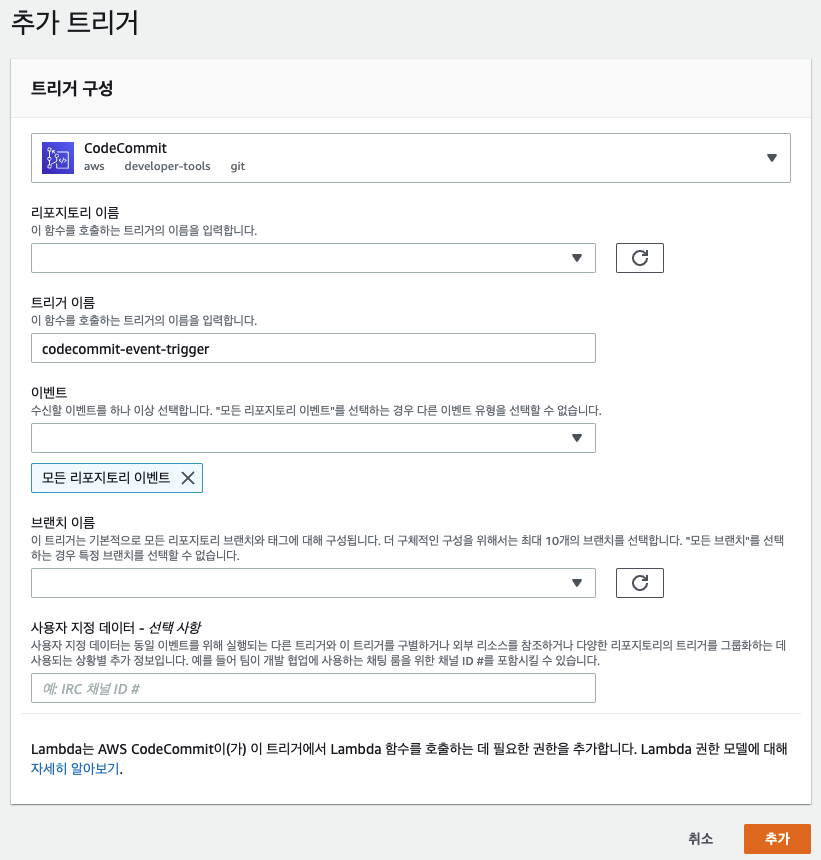 추가 트리거
트리거 구성
CodeCommit
aws developer-tools git
리포지토리 이름
이 함수를 호출하는 트리거의 이름을 입력합니다.
트리거 이름
이 함수를 호출하는 트리거의 이름을 입력합니다.
codecommit-event-trigger
이벤트
수신할 이벤트를 하나 이상 선택합니다. "모든 리포지토리 이벤트"를 선택하는 경우 다른 이벤트 유형을 선택할 수 없습니다.
모든 리포지토리 이벤트
브랜치 이름
이 트리거는 기본적으로 모든 리포지토리 브랜치와 태그에 대해 구성됩니다. 더 구체적인 구성을 위해서는 최대 10개의 브랜치를 선택합니다. "모든 브랜치"를 선택
하는 경우 특정 브랜치를 선택할 수 없습니다.
사용자 지정 데이터 - 선택 사항
사용자 지정 데이터는 동일 이벤트를 위해 실행되는 다른 트리거와 이 트리거를 구별하거나 외부 리소스를 참조하거나 다양한 리포지토리의 트리거를 그룹화하는 데
사용되는 상황별 추가 정보입니다. 예를 들어 팀이 개발 협업에 사용하는 채팅 룸을 위한 채널 ID #를 포함시킬 수 있습니다.
예: IRC 채널 ID #
Lambda는 AWS CodeCommit이(가) 이 트리거에서 Lambda 함수를 호출하는 데 필요한 권한을 추가합니다. Lambda 권한 모델에 대해
자세히 알아보기.
취소 추가